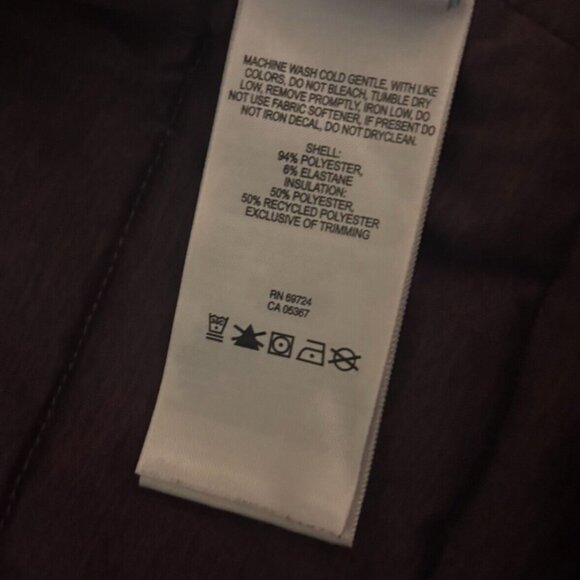 MACHINE WASH COLD GENTLE, WITH LIKE
COLORS, DO NOT BLEACH, TUMBLE DRY
LOW, REMOVE PROMPTLY, IRON LOW, DO
NOT USE FABRIC SOFTENER, IF PRESENT DO
NOT IRON DECAL, DO NOT DRYCLEAN.
SHELL:
94% POLYESTER,
6% ELASTANE
INSULATION:
50% POLYESTER,
50% RECYCLED POLYESTER
EXCLUSIVE OF TRIMMING
RN 69724
CA 05367